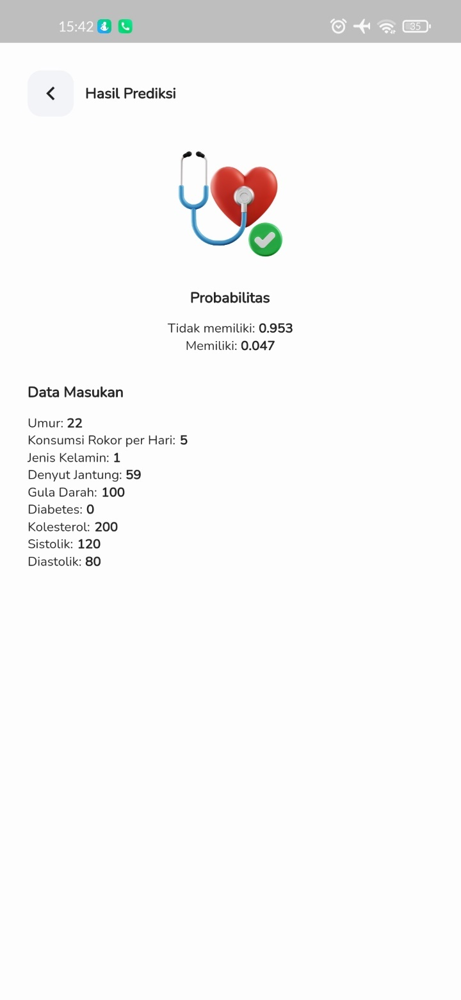 15:42
35
Hasil Prediksi
Probabilitas
Tidak memiliki: 0.953
Memiliki: 0.047
Data Masukan
Umur: 22
Konsumsi Rokor per Hari: 5
Jenis Kelamin: 1
Denyut Jantung: 59
Gula Darah: 100
Diabetes: 0
Kolesterol: 200
Sistolik: 120
Diastolik: 80